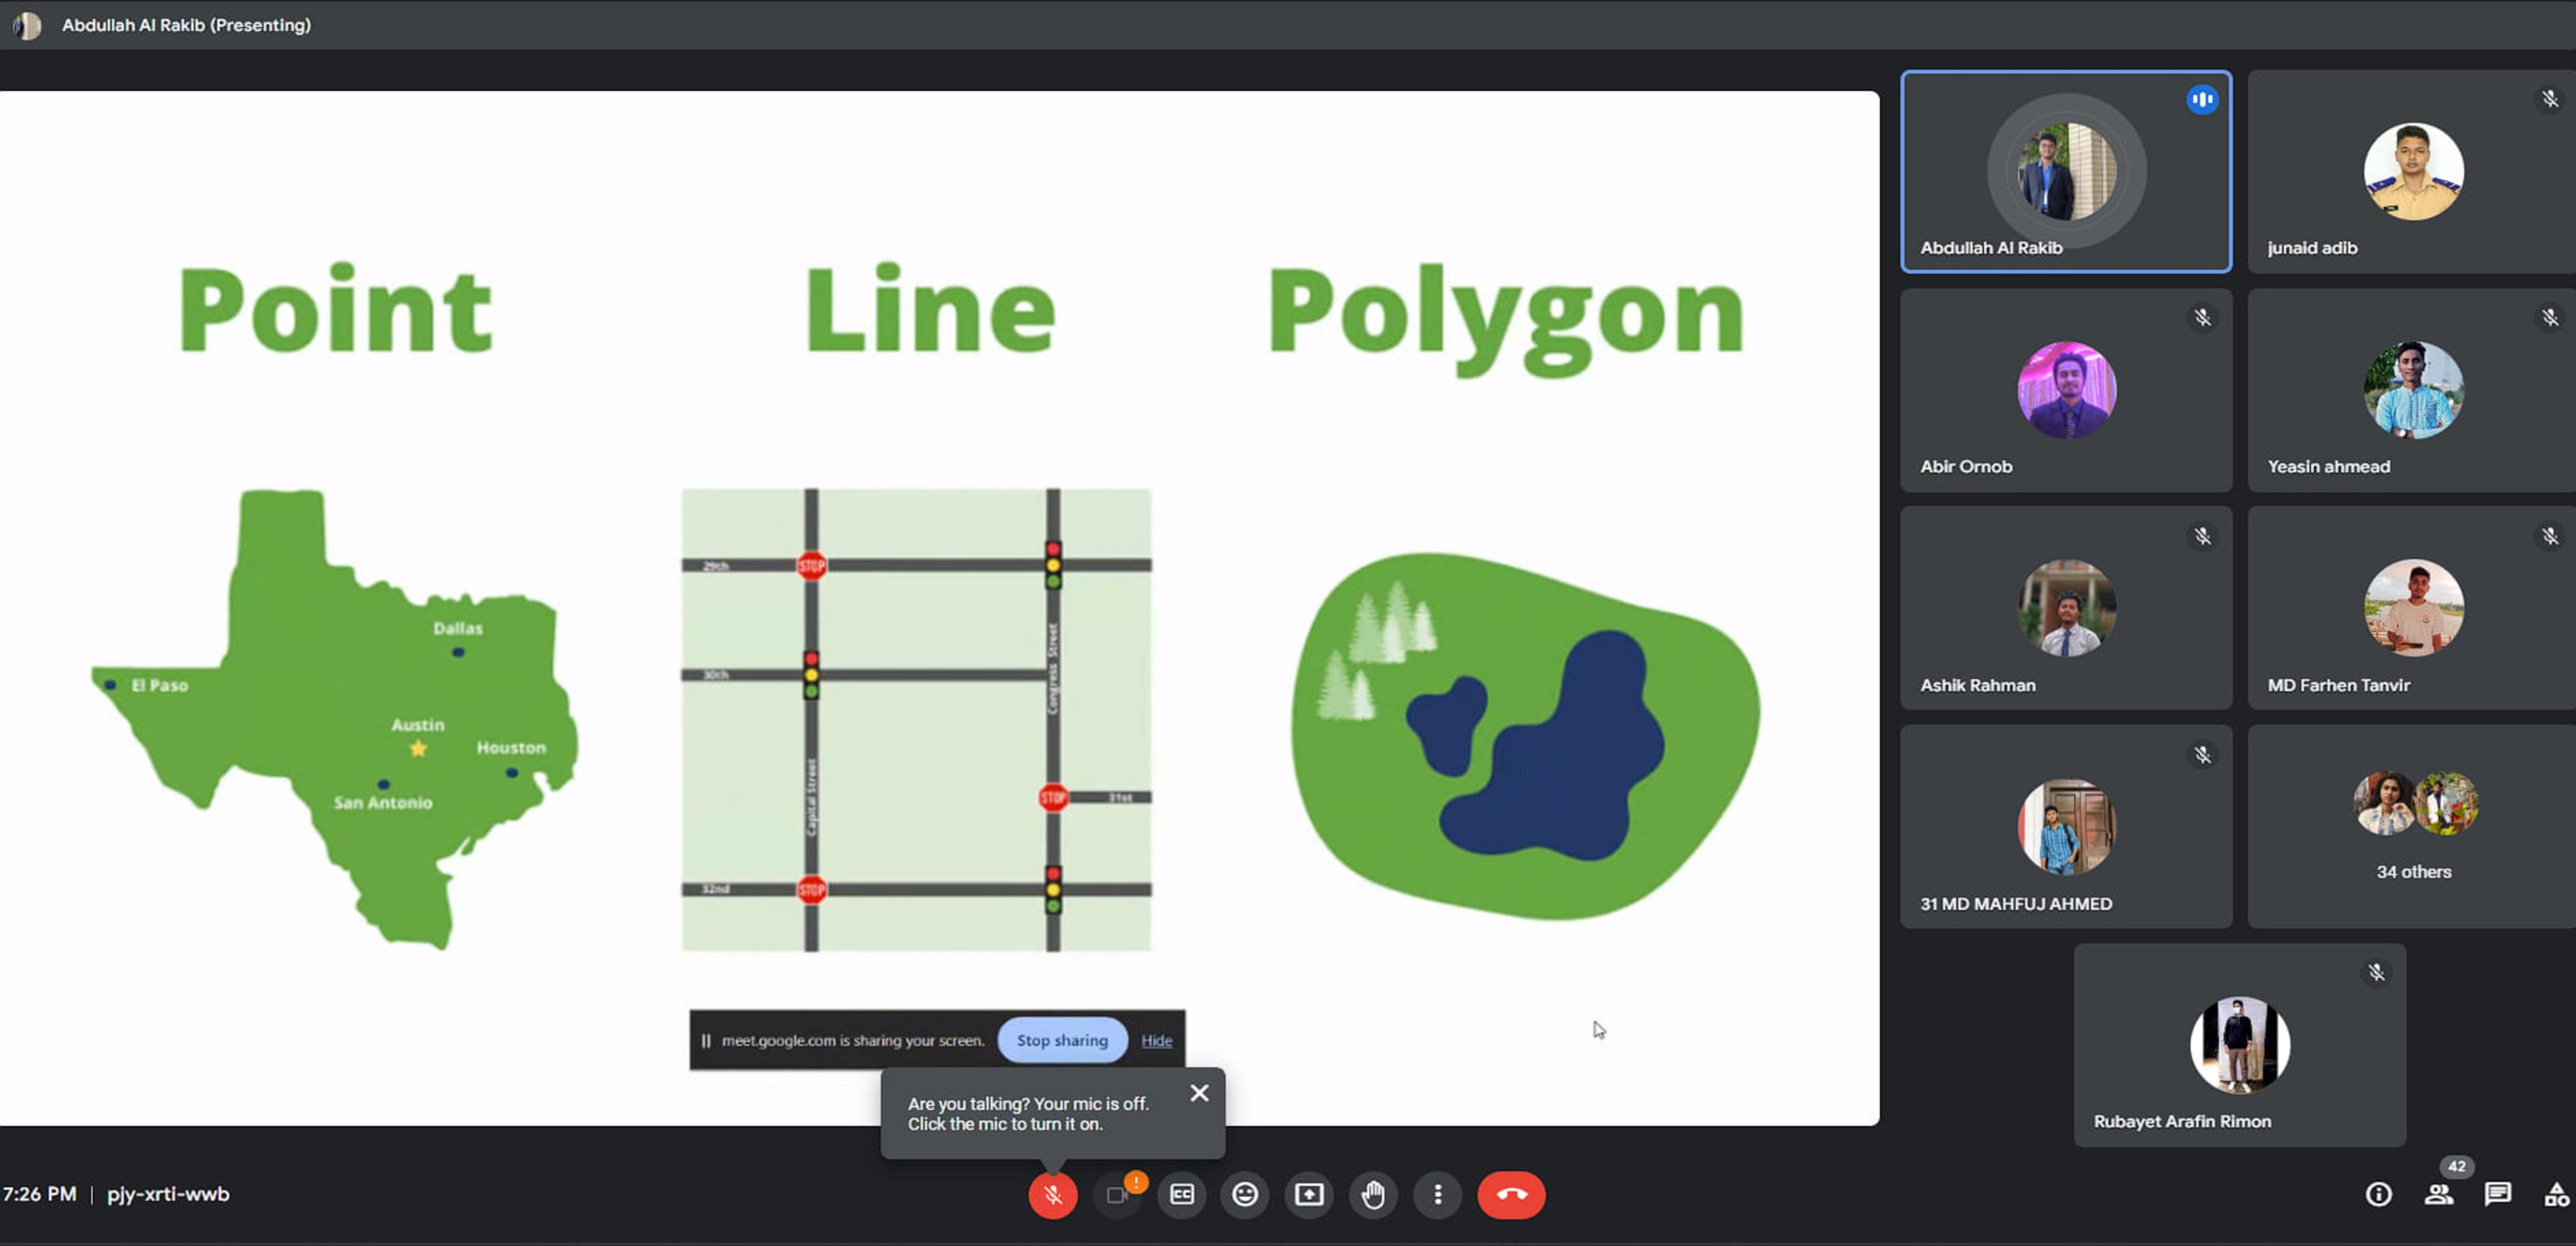 Abdullah Al Rakib (Presenting)
Point
Line
Polygon
Dallas
El Paso
Austin
Houston
San Antonio
29th
STOP
30th
Congress Street
Capital Street
STOP
31st
32nd
STOP
meet.google.com is sharing your screen.
Stop sharing
Hide
Are you talking? Your mic is off.
Click the mic to turn it on.
Abdullah Al Rakib
junaid adib
Abir Ornob
Yeasin ahmead
Ashik Rahman
MD Farhen Tanvir
31 MD MAHFUJ AHMED
34 others
Rubayet Arafin Rimon
7:26 PM | pjy-xrti-wwb
!
CC
42